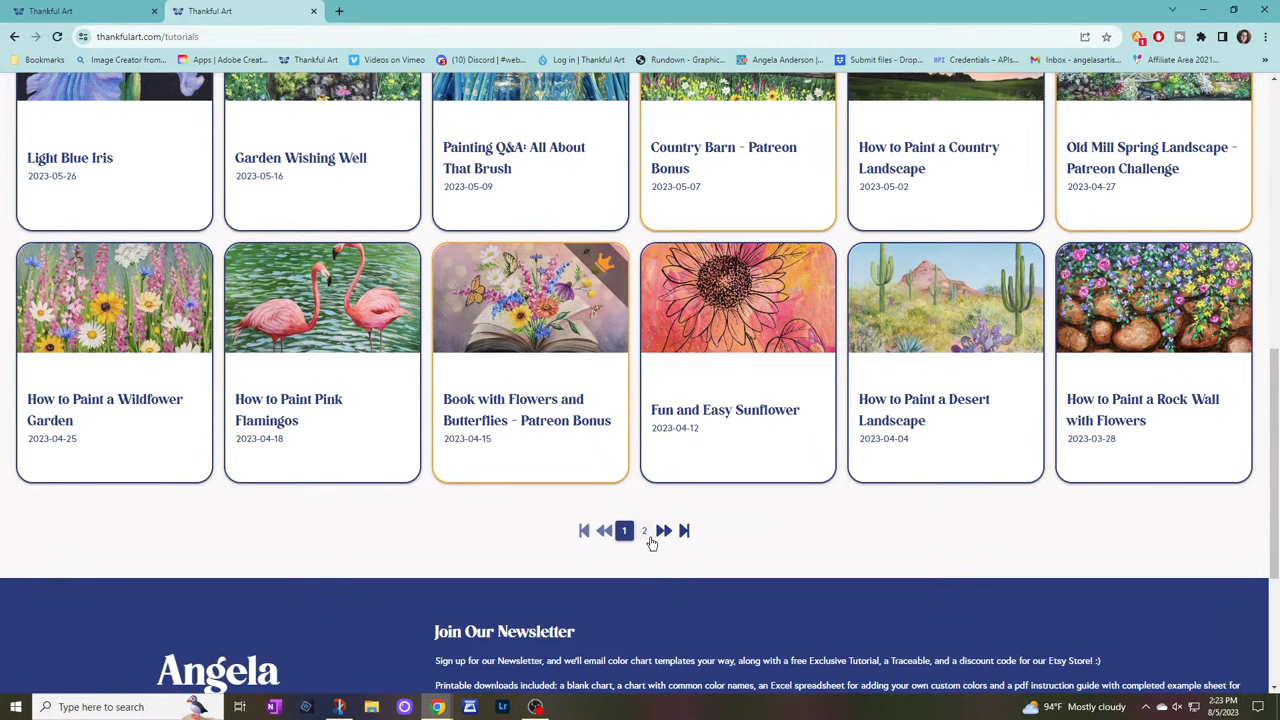 Thankful Art
Thankful Art
thankfulart.com/tutorials
Bookmarks
Image Creator from...
Apps | Adobe Creat...
Thankful Art
Videos on Vimeo
(10) Discord | #web...
Log in | Thankful Art
Rundown - Graphic...
Angela Anderson |...
Submit files - Drop...
Credentials – APIs...
Inbox - angelasartis...
Affiliate Area 2021...
Light Blue Iris
2023-05-26
Garden Wishing Well
2023-05-16
Painting Q&A: All About
That Brush
2023-05-09
Country Barn - Patreon
Bonus
2023-05-07
How to Paint a Country
Landscape
2023-05-02
Old Mill Spring Landscape -
Patreon Challenge
2023-04-27
How to Paint a Wildfower
Garden
2023-04-25
How to Paint Pink
Flamingos
2023-04-18
Book with Flowers and
Butterflies - Patreon Bonus
2023-04-15
Fun and Easy Sunflower
2023-04-12
How to Paint a Desert
Landscape
2023-04-04
How to Paint a Rock Wall
with Flowers
2023-03-28
1 2
Angela
Join Our Newsletter
Sign up for our Newsletter, and we'll email color chart templates your way, along with a free Exclusive Tutorial, a Traceable, and a discount code for our Etsy Store! :)
Printable downloads included: a blank chart, a chart with common color names, an Excel spreadsheet for adding your own custom colors and a pdf instruction guide with completed example sheet for
Type here to search
94°F Mostly cloudy
2:23 PM
8/5/2023